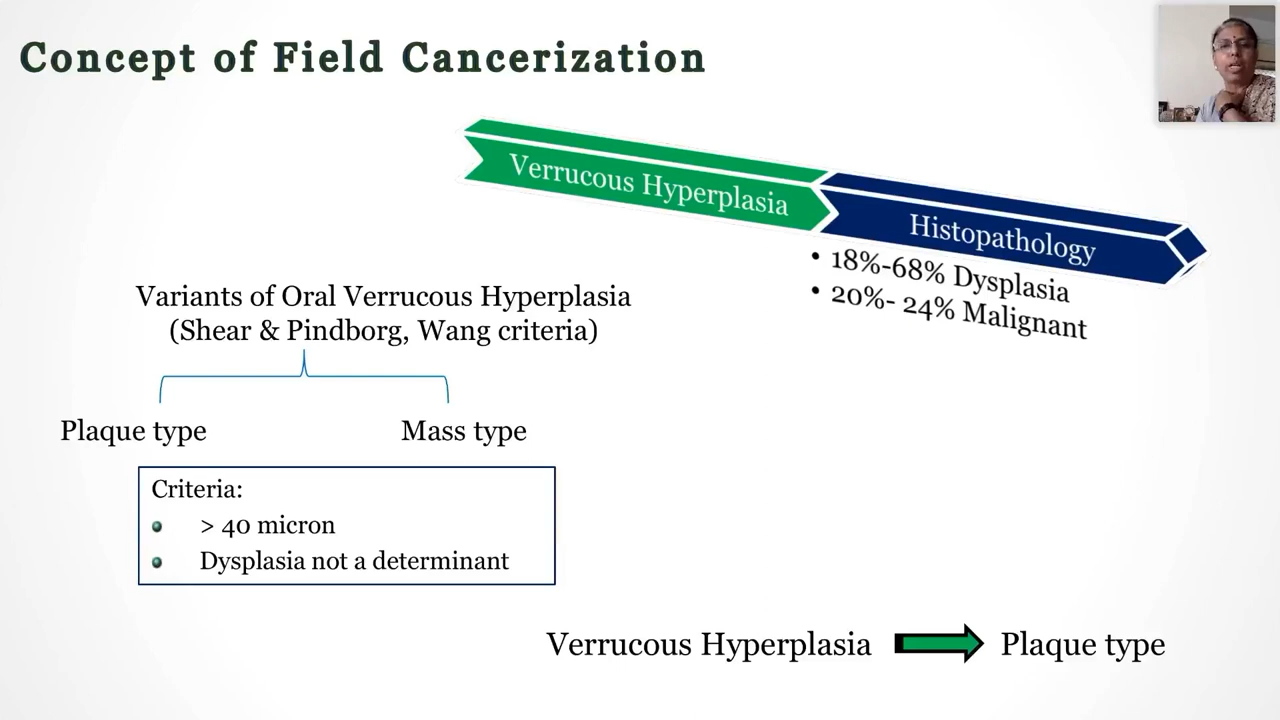 Concept of Field Cancerization
Verrucous Hyperplasia
Histopathology
• 18%-68% Dysplasia
• 20%- 24% Malignant
Variants of Oral Verrucous Hyperplasia
(Shear & Pindborg, Wang criteria)
Plaque type
Mass type
Criteria:
> 40 micron
Dysplasia not a determinant
Verrucous Hyperplasia
Plaque type